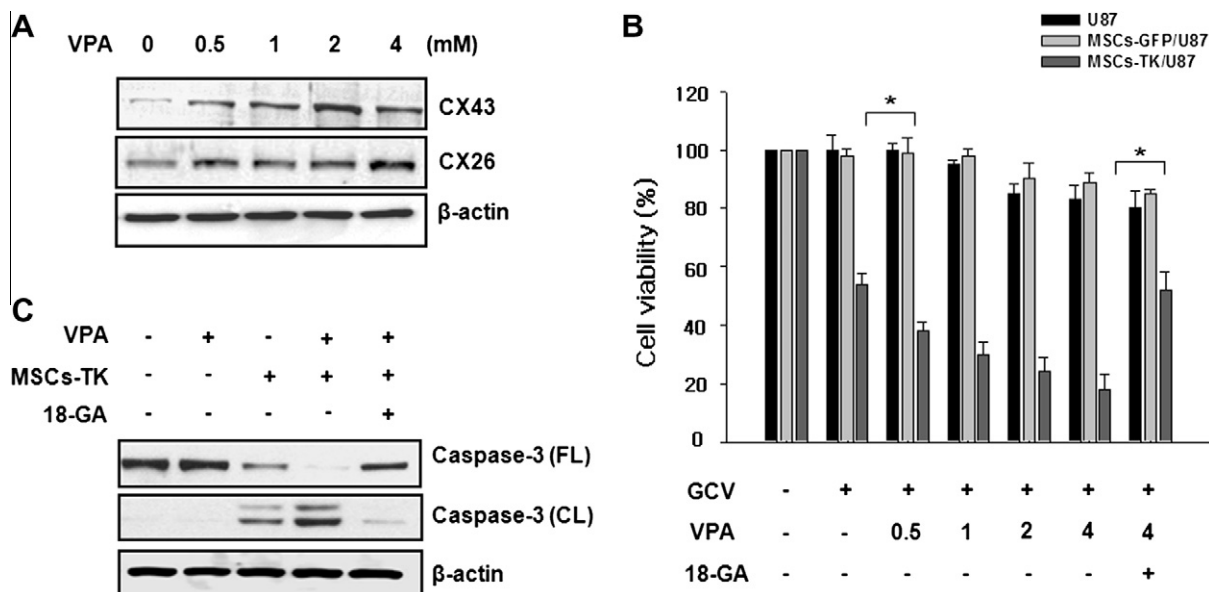 A
VPA 0 0.5 1 2 4 (mM)
CX43
CX26
β-actin
C
VPA - + - + +
MSCs-TK - - + + +
18-GA - - - - +
Caspase-3 (FL)
Caspase-3 (CL)
β-actin
B
U87
MSCs-GFP/U87
MSCs-TK/U87
Cell viability (%)
120
100
80
60
40
20
0
*
*
GCV - + + + + + +
VPA - - 0.5 1 2 4 4
18-GA - - - - - - +